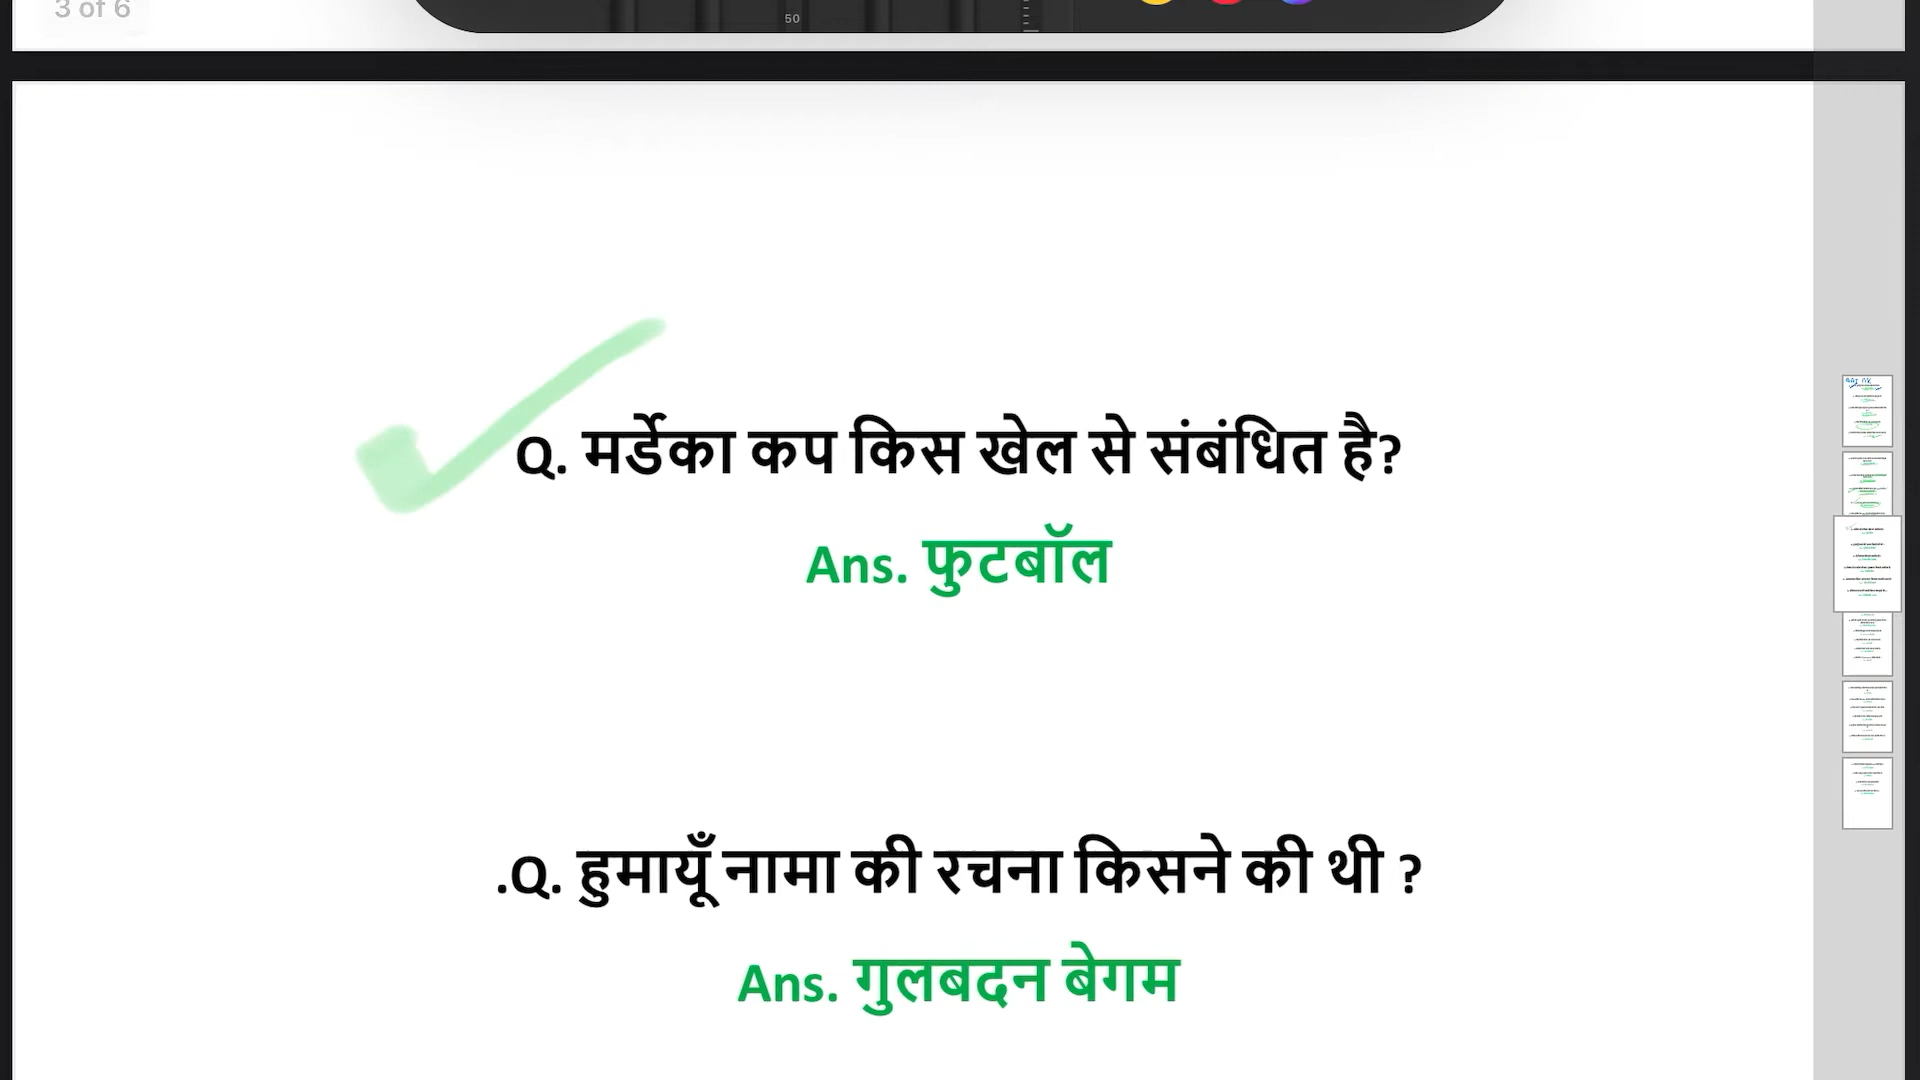 3 of 6
50
Q. मर्डेका कप किस खेल से संबंधित है?
Ans. फुटबॉल
.Q. हुमायूँ नामा की रचना किसने की थी ?
Ans. गुलबदन बेगम